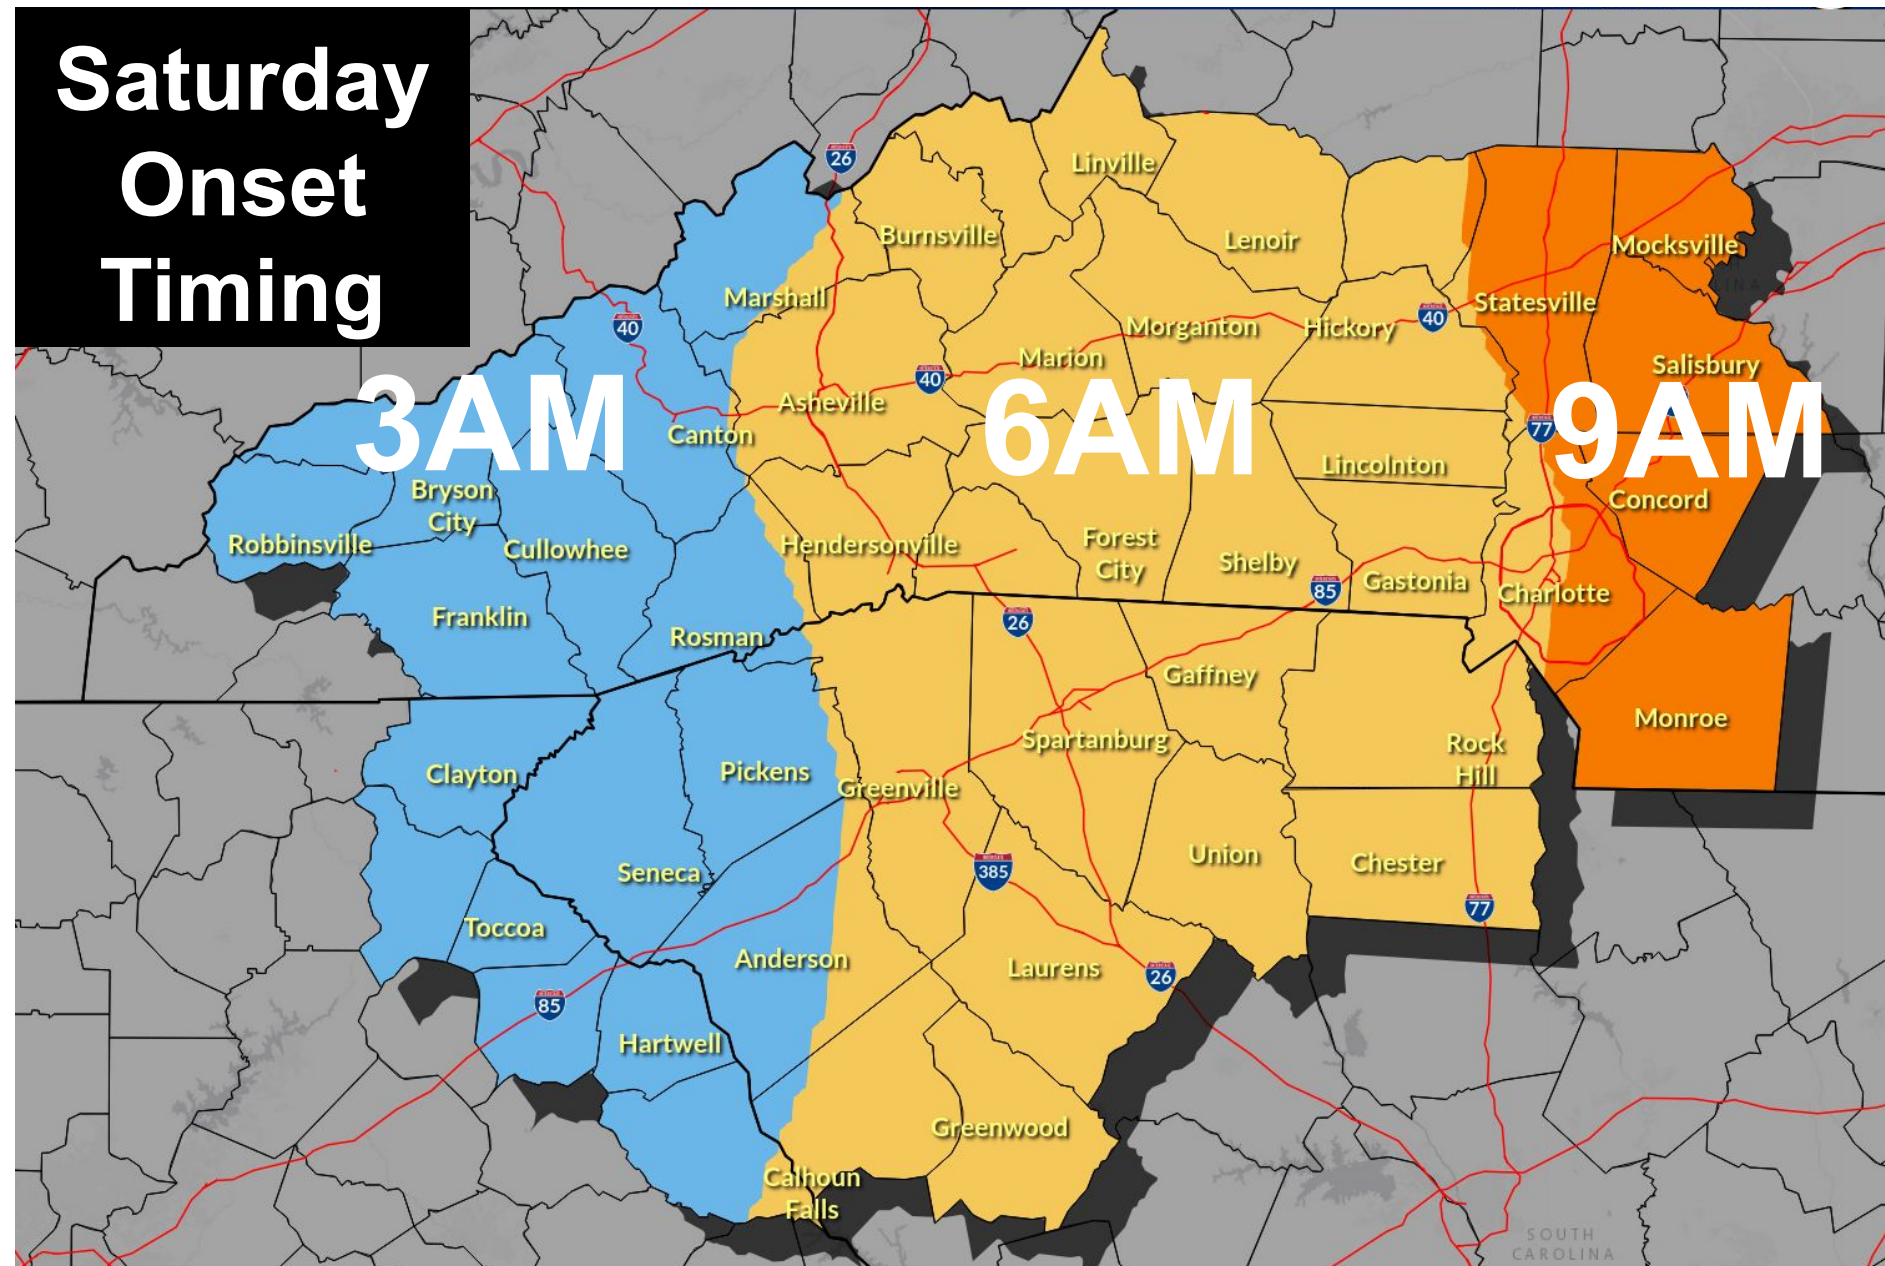 Saturday
Onset
Timing
3AM
6AM
9AM
26
Linville
Burnsville
Lenoir
Mocksville
Marshall
40
Morganton
Hickory
40
Statesville
Marion
40
Salisbury
Asheville
Canton
77
Lincolnton
Bryson
City
Concord
Robbinsville
Cullowhee
Hendersonville
Forest
City
Shelby
85
Gastonia
Charlotte
Franklin
Rosman
26
Gaffney
Monroe
Clayton
Pickens
Greenville
Spartanburg
Rock
Hill
Seneca
385
Union
Chester
77
Toccoa
Anderson
Laurens
26
85
Hartwell
Greenwood
Calhoun
Falls
SOUTH
CAROLINA